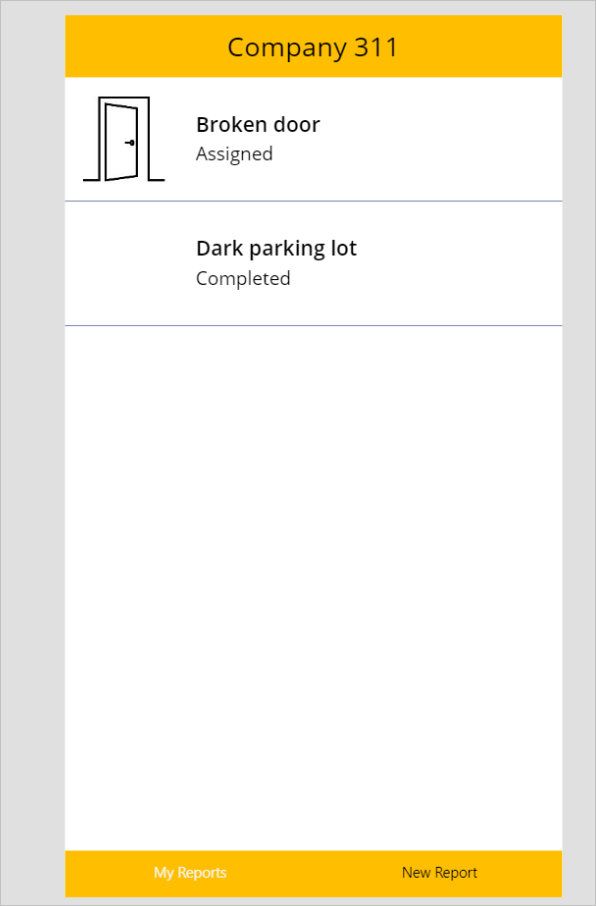 Company 311
Broken door
Assigned
Dark parking lot
Completed
My Reports
New Report